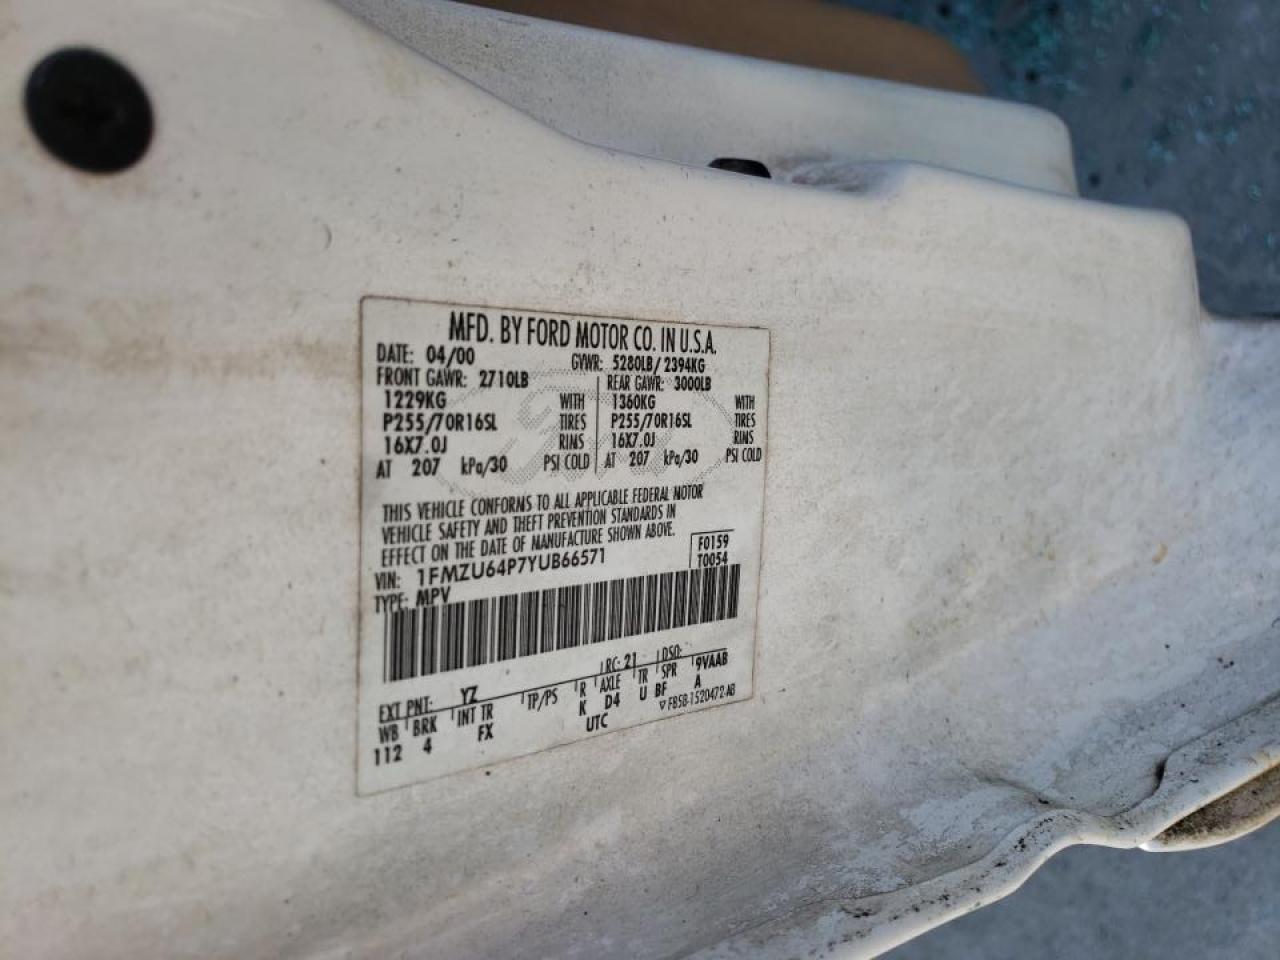 MFD. BY FORD MOTOR CO. IN U.S.A.
DATE: 04/00 GVWR: 5280LB/ 2394KG
FRONT GAWR: 2710LB REAR GAWR: 3000LB
1229KG WITH 1360KG WITH
P255/70R16SL TIRES P255/70R16SL TIRES
16X7.0J RIMS 16X7.0J RIMS
AT 207 kPa/30 PSI COLD AT 207 kPa/30 PSI COLD
THIS VEHICLE CONFORMS TO ALL APPLICABLE FEDERAL MOTOR
VEHICLE SAFETY AND THEFT PREVENTION STANDARDS IN
EFFECT ON THE DATE OF MANUFACTURE SHOWN ABOVE.
VIN: 1FMZU64P7YUB66571 F0159
TYPE: MPV T0054
EXT PNT: YZ RC: 21 DSO:
WB BRK INT TR TP/PS R AXLE TR SPR 9VAAB
112 4 FX K D4 U BF A
UTC ▽ F85B-1520472-AB